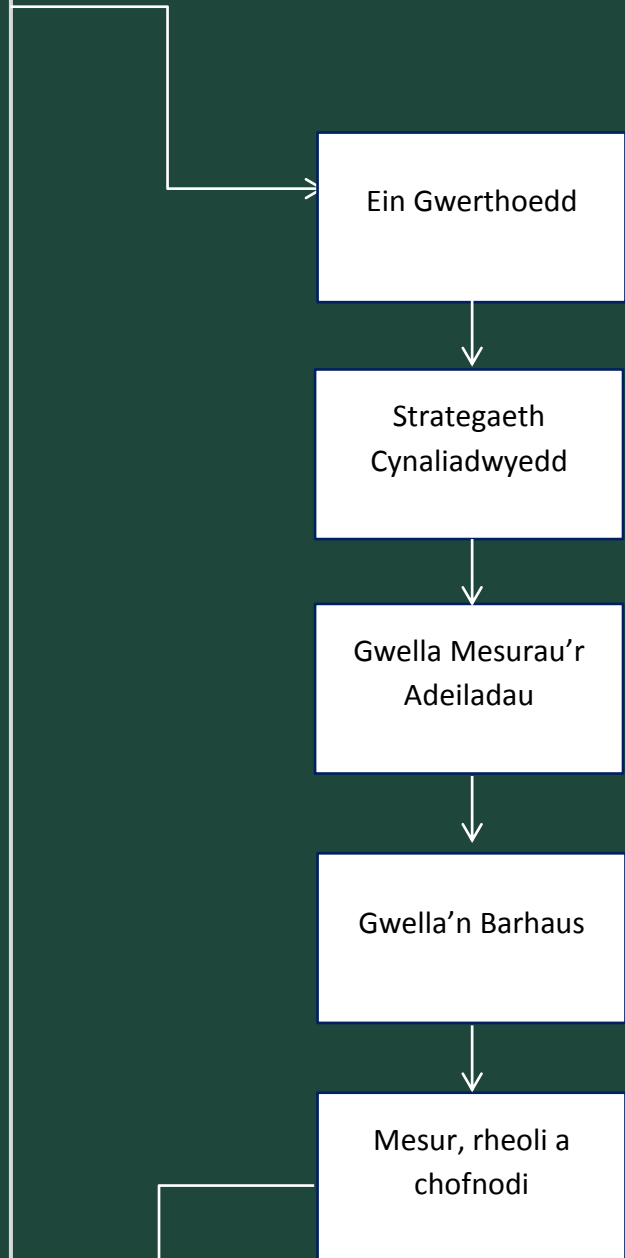 Ein Gwerthoedd
Strategaeth
Cynaliadwyedd
Gwella Mesurau’r
Adeiladau
Gwella’n Barhaus
Mesur, rheoli a
chofnodi